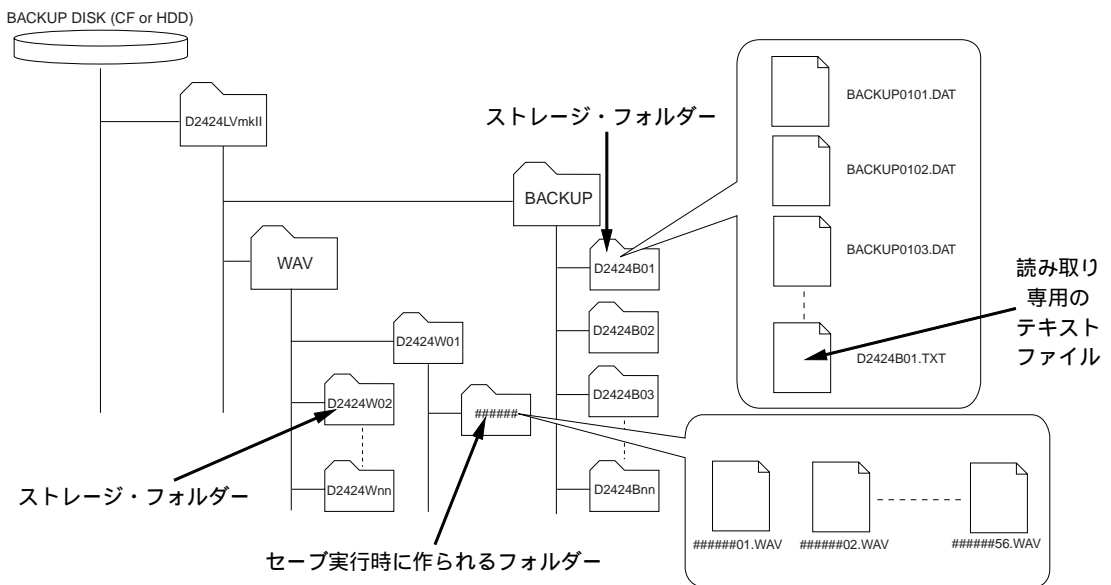 BACKUP DISK (CF or HDD)
D2424LVmkII
ストレージ・フォルダー
BACKUP
WAV
D2424B01
D2424B02
D2424B03
D2424Bnn
D2424W01
D2424W02
D2424Wnn
######
ストレージ・フォルダー
セーブ実行時に作られるフォルダー
BACKUP0101.DAT
BACKUP0102.DAT
BACKUP0103.DAT
D2424B01.TXT
読み取り
専用の
テキスト
ファイル
######01.WAV
######02.WAV
######56.WAV